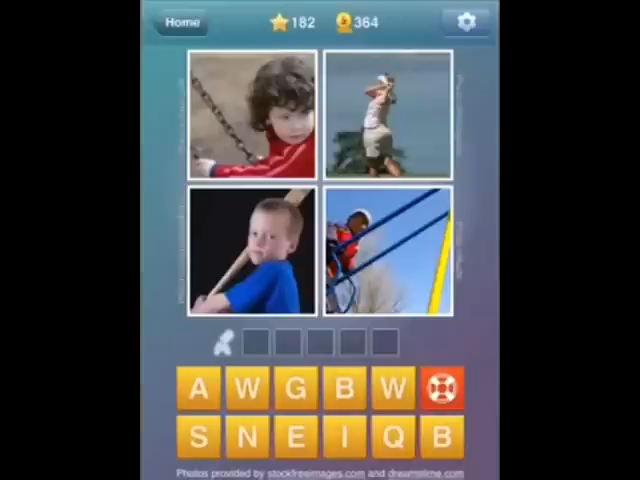 Home 182 364
A W G B W
S N E I Q B
Photos provided by stockfreeimages.com and dreamstime.com